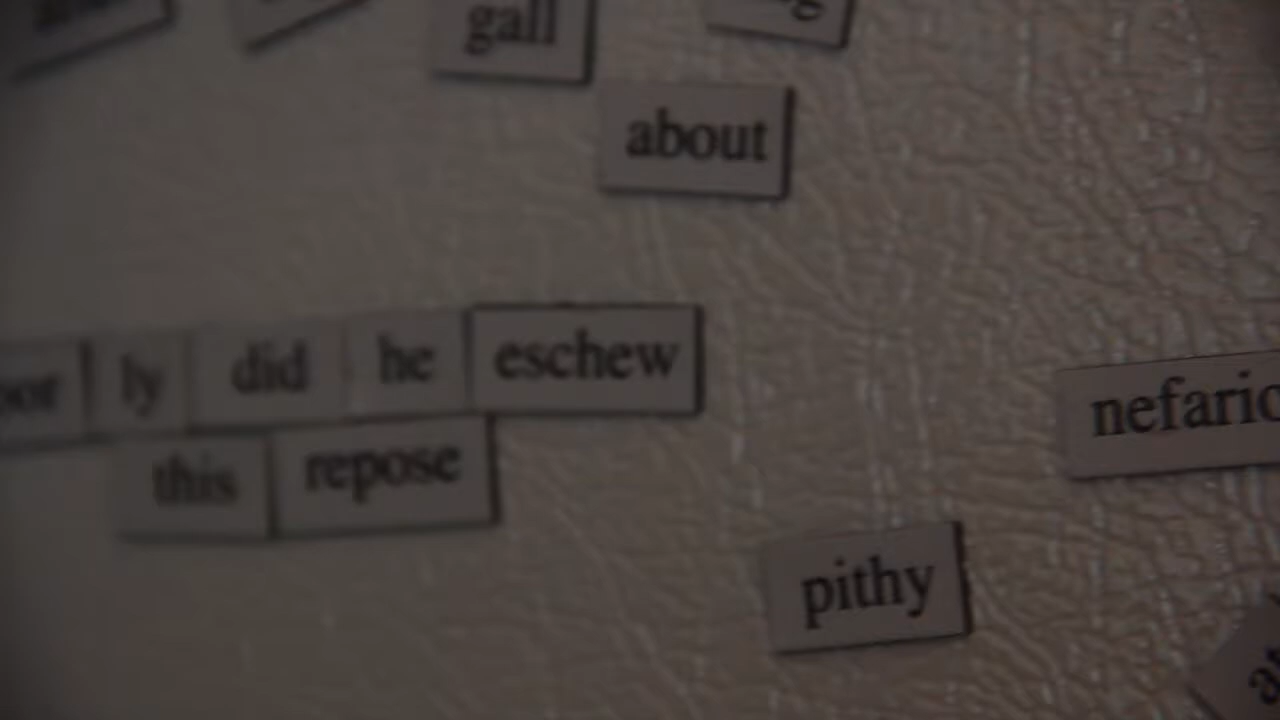 gall
about
ly did he eschew
this repose
nefario
pithy